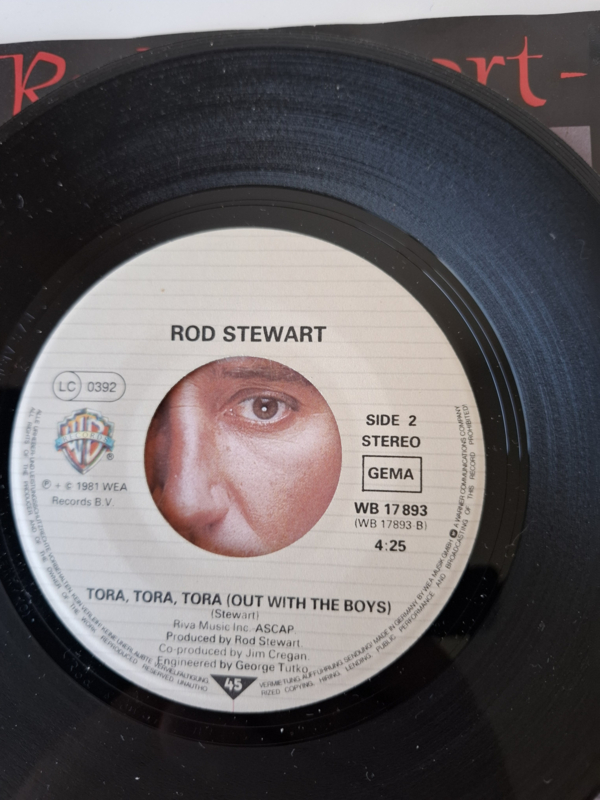 R
ort -
ROD STEWART
LC 0392
SIDE 2
STEREO
GEMA
℗ + © 1981 WEA
Records B.V.
WB 17 893
(WB 17893-B)
4:25
TORA, TORA, TORA (OUT WITH THE BOYS)
(Stewart)
Riva Music Inc. ASCAP
Produced by Rod Stewart.
Co-produced by Jim Cregan.
Engineered by George Tutko.
45